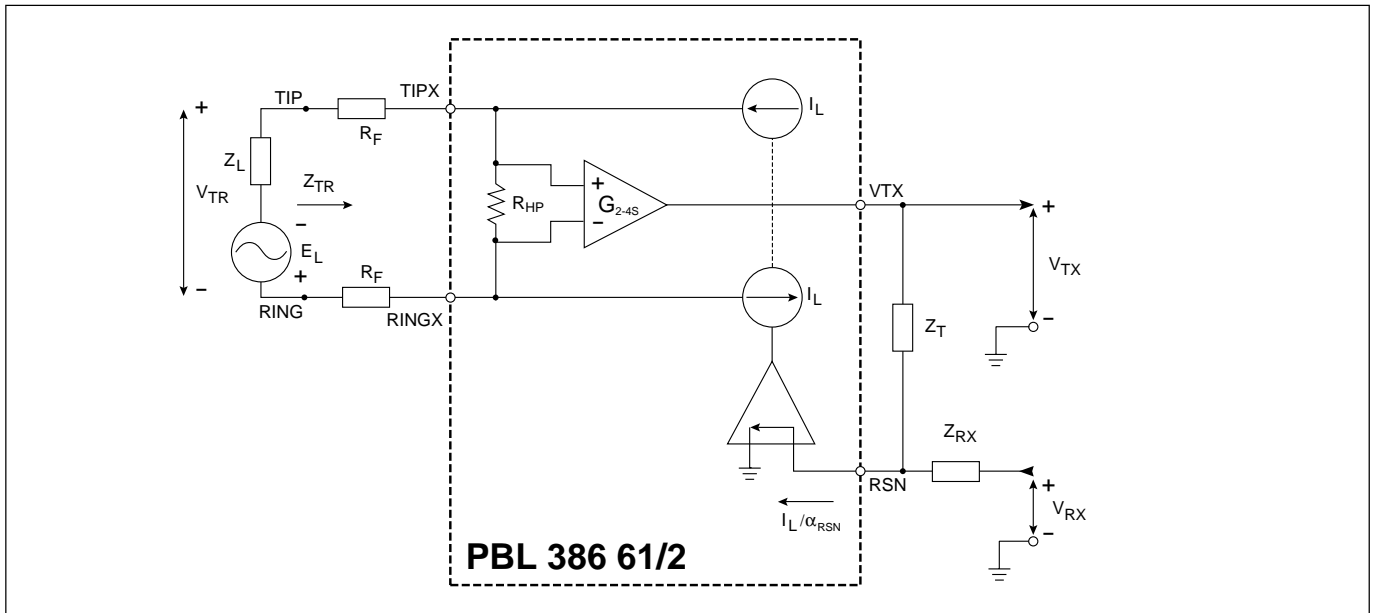 TIP
TIPX
R_F
I_L
+
Z_L
V_TR
Z_TR
R_HP
+
G_2-4S
−
VTX
+
V_TX
−
−
E_L
+
−
R_F
RING
RINGX
I_L
Z_T
Z_RX
RSN
I_L/α_RSN
+
V_RX
−
PBL 386 61/2